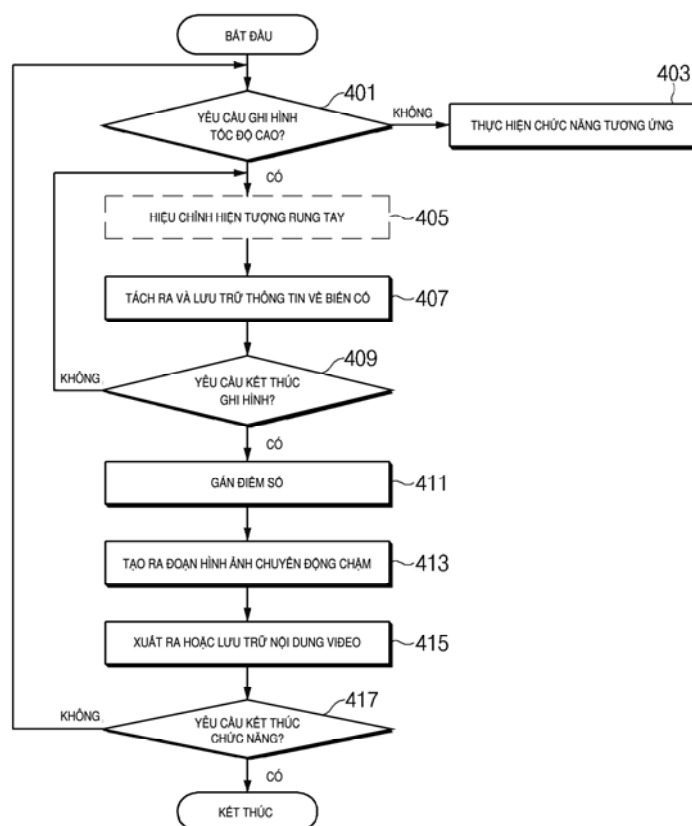 BẮT ĐẦU
401
YÊU CẦU GHI HÌNH
TỐC ĐỘ CAO?
KHÔNG
403
THỰC HIỆN CHỨC NĂNG TƯƠNG ỨNG
CÓ
HIỆU CHỈNH HIỆN TƯỢNG RUNG TAY
405
TÁCH RA VÀ LƯU TRỮ THÔNG TIN VỀ BIẾN CỐ
407
409
KHÔNG
YÊU CẦU KẾT THÚC
GHI HÌNH?
CÓ
GÁN ĐIỂM SỐ
411
TẠO RA ĐOẠN HÌNH ẢNH CHUYỂN ĐỘNG CHẬM
413
XUẤT RA HOẶC LƯU TRỮ NỘI DUNG VIDEO
415
417
KHÔNG
YÊU CẦU KẾT THÚC
CHỨC NĂNG?
CÓ
KẾT THÚC